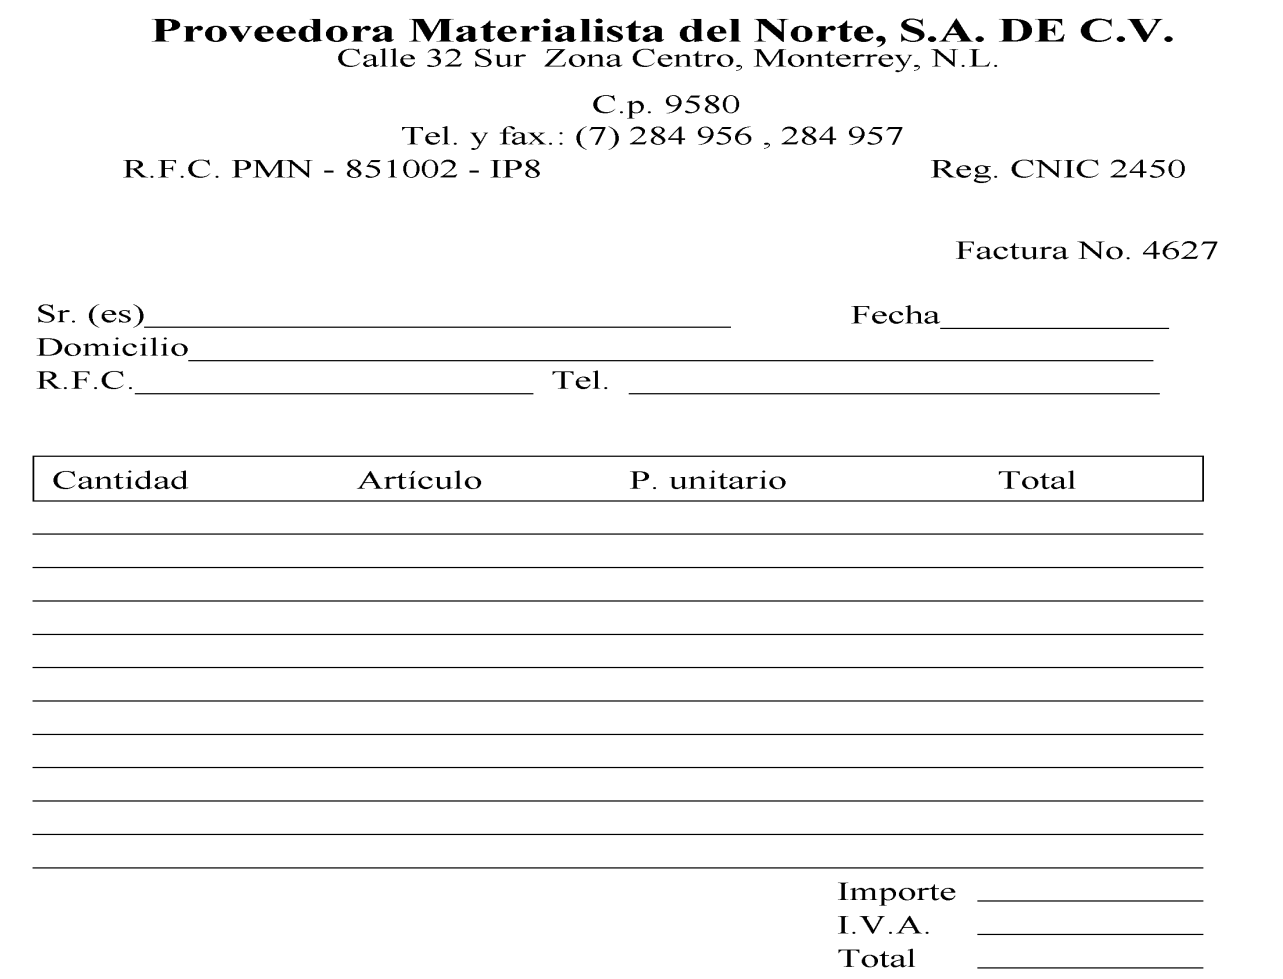 Proveedora Materialista del Norte, S.A. DE C.V.
Calle 32 Sur Zona Centro, Monterrey, N.L.
C.p. 9580
Tel. y fax.: (7) 284 956 , 284 957
R.F.C. PMN - 851002 - IP8 Reg. CNIC 2450
Factura No. 4627
Sr. (es) Fecha
Domicilio
R.F.C. Tel.
Cantidad Artículo P. unitario Total
Importe
I.V.A.
Total